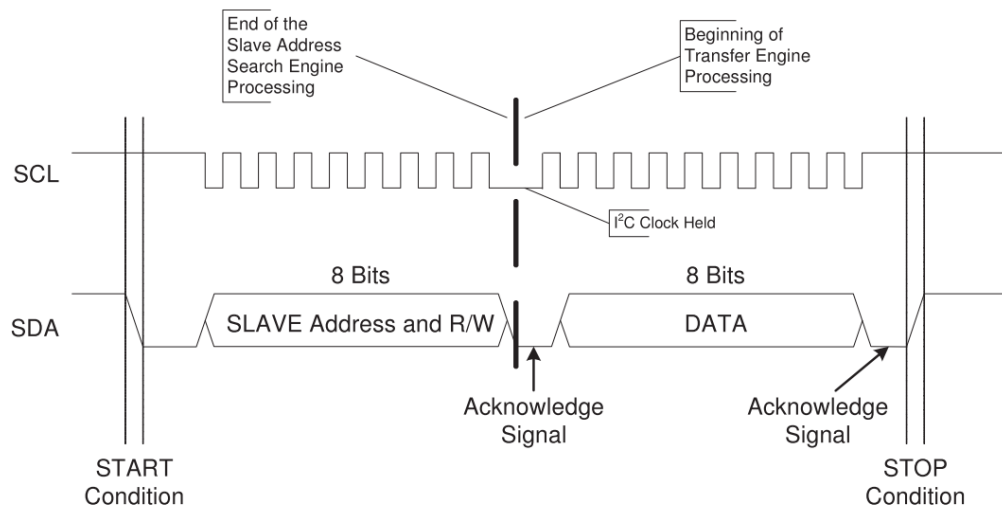 End of the
Slave Address
Search Engine
Processing
Beginning of
Transfer Engine
Processing
SCL
I²C Clock Held
8 Bits
8 Bits
SDA
SLAVE Address and R/W
DATA
Acknowledge
Signal
Acknowledge
Signal
START
Condition
STOP
Condition